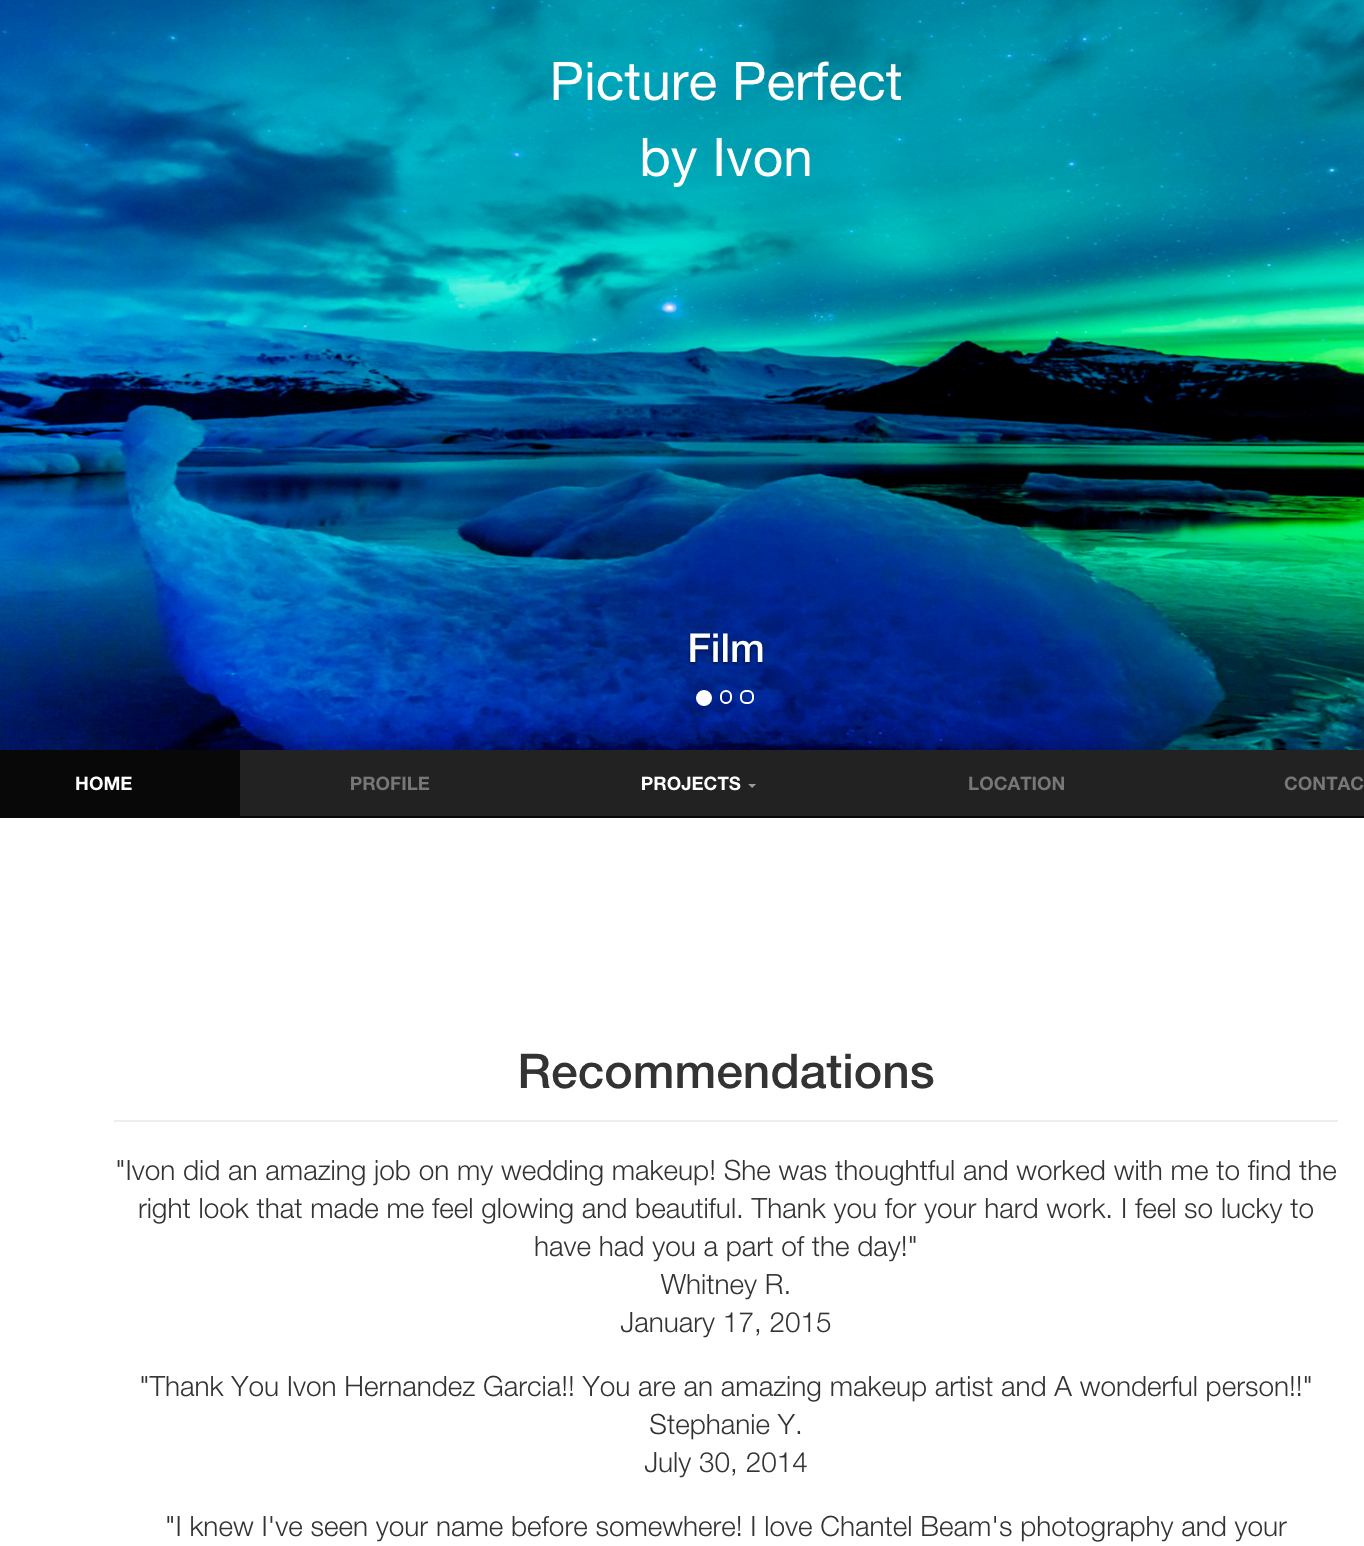 Picture Perfect
by Ivon
Film
HOME PROFILE PROJECTS LOCATION CONTAC
Recommendations
"Ivon did an amazing job on my wedding makeup! She was thoughtful and worked with me to find the
right look that made me feel glowing and beautiful. Thank you for your hard work. I feel so lucky to
have had you a part of the day!"
Whitney R.
January 17, 2015
"Thank You Ivon Hernandez Garcia!! You are an amazing makeup artist and A wonderful person!!"
Stephanie Y.
July 30, 2014
"I knew I've seen your name before somewhere! I love Chantel Beam's photography and your